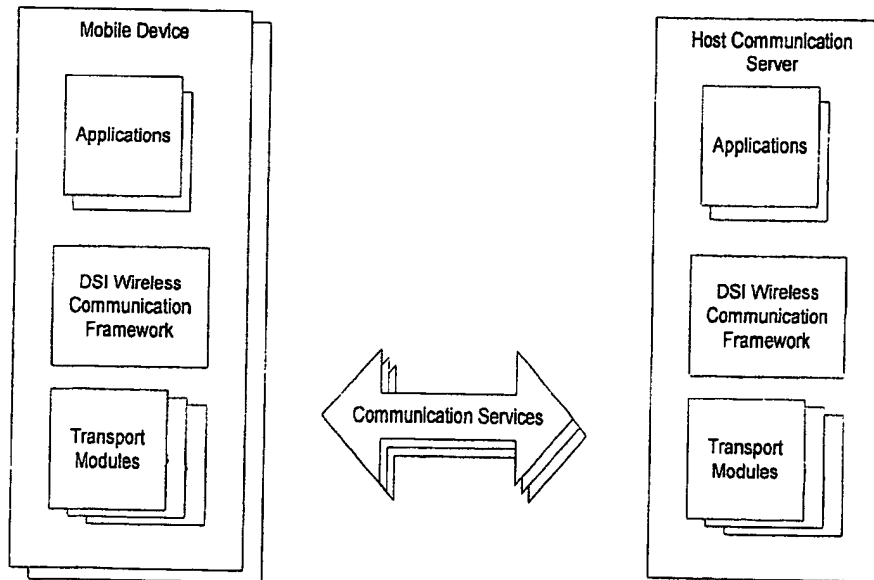 Mobile Device
Applications
DSI Wireless
Communication
Framework
Transport
Modules
Communication Services
Host Communication
Server
Applications
DSI Wireless
Communication
Framework
Transport
Modules